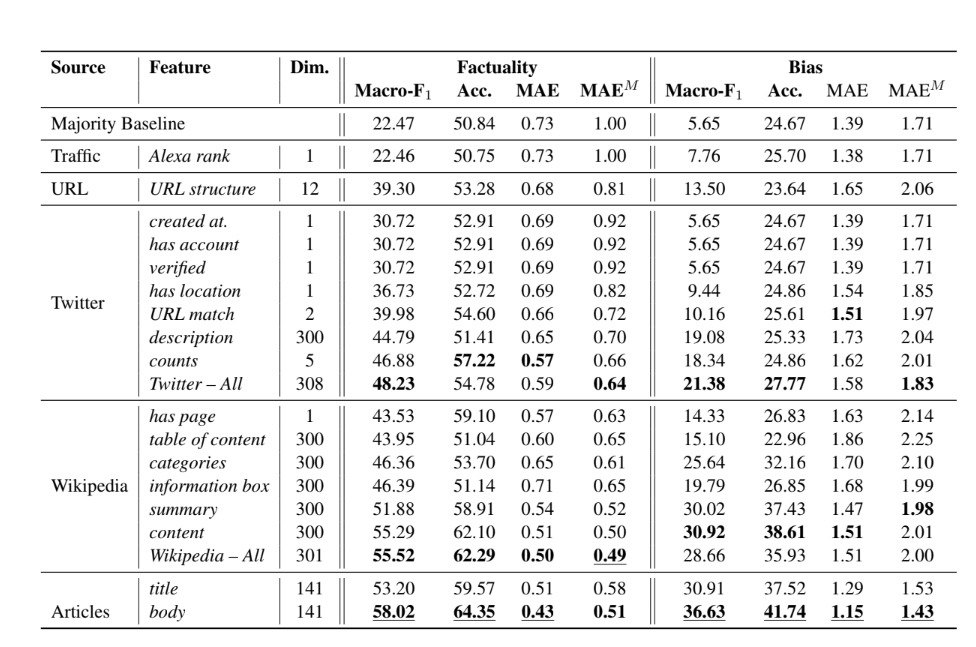 Source Feature Dim. Factuality Bias
Macro-F1 Acc. MAE MAE^M Macro-F1 Acc. MAE MAE^M
Majority Baseline 22.47 50.84 0.73 1.00 5.65 24.67 1.39 1.71
Traffic Alexa rank 1 22.46 50.75 0.73 1.00 7.76 25.70 1.38 1.71
URL URL structure 12 39.30 53.28 0.68 0.81 13.50 23.64 1.65 2.06
created at. 1 30.72 52.91 0.69 0.92 5.65 24.67 1.39 1.71
has account 1 30.72 52.91 0.69 0.92 5.65 24.67 1.39 1.71
verified 1 30.72 52.91 0.69 0.92 5.65 24.67 1.39 1.71
has location 1 36.73 52.72 0.69 0.82 9.44 24.86 1.54 1.85
Twitter URL match 2 39.98 54.60 0.66 0.72 10.16 25.61 1.51 1.97
description 300 44.79 51.41 0.65 0.70 19.08 25.33 1.73 2.04
counts 5 46.88 57.22 0.57 0.66 18.34 24.86 1.62 2.01
Twitter – All 308 48.23 54.78 0.59 0.64 21.38 27.77 1.58 1.83
has page 1 43.53 59.10 0.57 0.63 14.33 26.83 1.63 2.14
table of content 300 43.95 51.04 0.60 0.65 15.10 22.96 1.86 2.25
categories 300 46.36 53.70 0.65 0.61 25.64 32.16 1.70 2.10
Wikipedia information box 300 46.39 51.14 0.71 0.65 19.79 26.85 1.68 1.99
summary 300 51.88 58.91 0.54 0.52 30.02 37.43 1.47 1.98
content 300 55.29 62.10 0.51 0.50 30.92 38.61 1.51 2.01
Wikipedia – All 301 55.52 62.29 0.50 0.49 28.66 35.93 1.51 2.00
title 141 53.20 59.57 0.51 0.58 30.91 37.52 1.29 1.53
Articles body 141 58.02 64.35 0.43 0.51 36.63 41.74 1.15 1.43